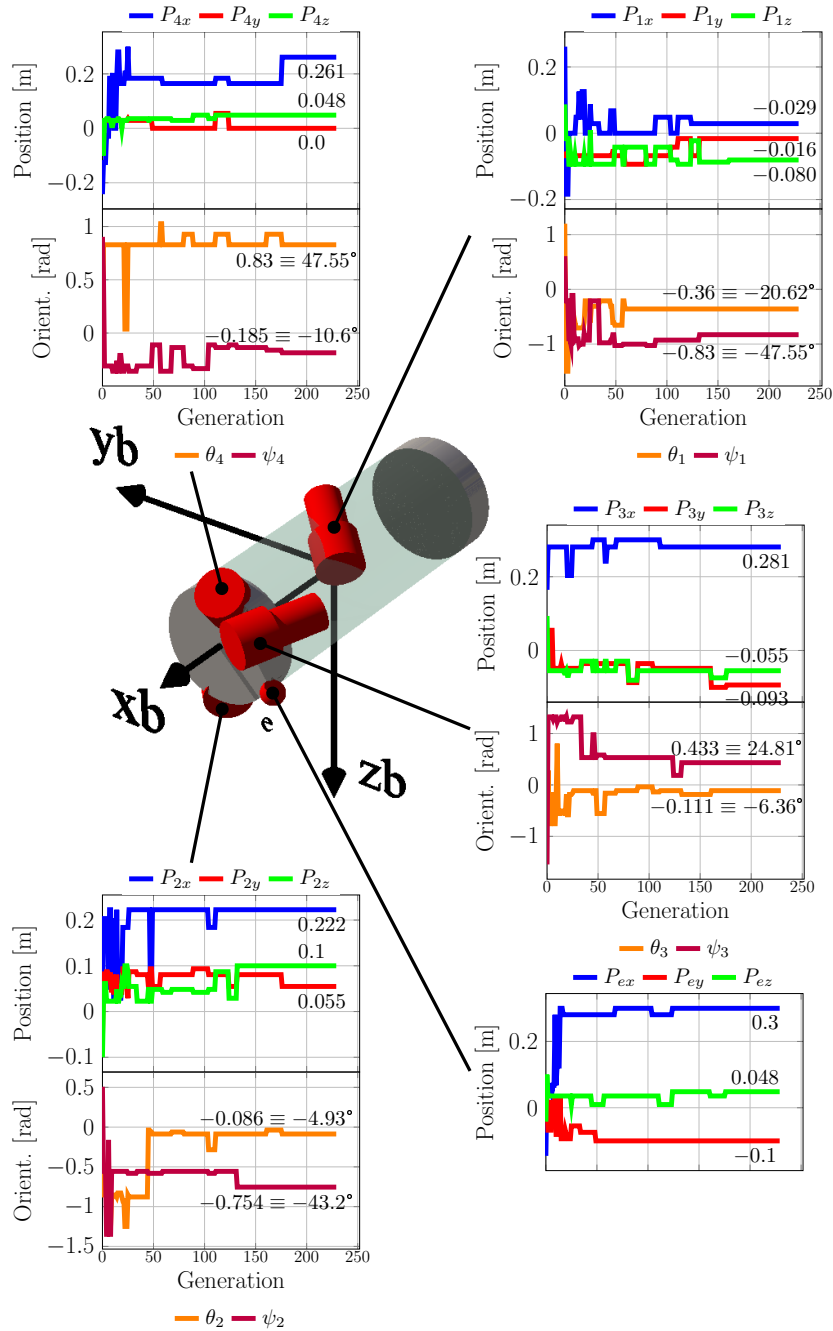 P4x P4y P4z
Position [m]
0.2
0
−0.2
0.261
0.048
0.0
Orient. [rad]
1
0
0.83 ≡ 47.55°
−0.185 ≡ −10.6°
0 50 100 150 200 250
Generation
θ4 ψ4
P1x P1y P1z
Position [m]
0.2
0
−0.2
−0.029
−0.016
−0.080
Orient. [rad]
0
−1
−0.36 ≡ −20.62°
−0.83 ≡ −47.55°
0 50 100 150 200 250
Generation
θ1 ψ1
yb
xb
zb
e
P3x P3y P3z
Position [m]
0.2
0
0.281
−0.055
−0.093
Orient. [rad]
1
0
−1
0.433 ≡ 24.81°
−0.111 ≡ −6.36°
0 50 100 150 200 250
Generation
θ3 ψ3
P2x P2y P2z
Position [m]
0.2
0.1
0
−0.1
0.222
0.1
0.055
Orient. [rad]
0.5
0
−0.5
−1
−1.5
−0.086 ≡ −4.93°
−0.754 ≡ −43.2°
0 50 100 150 200 250
Generation
θ2 ψ2
Pex Pey Pez
Position [m]
0.2
0
0.3
0.048
−0.1